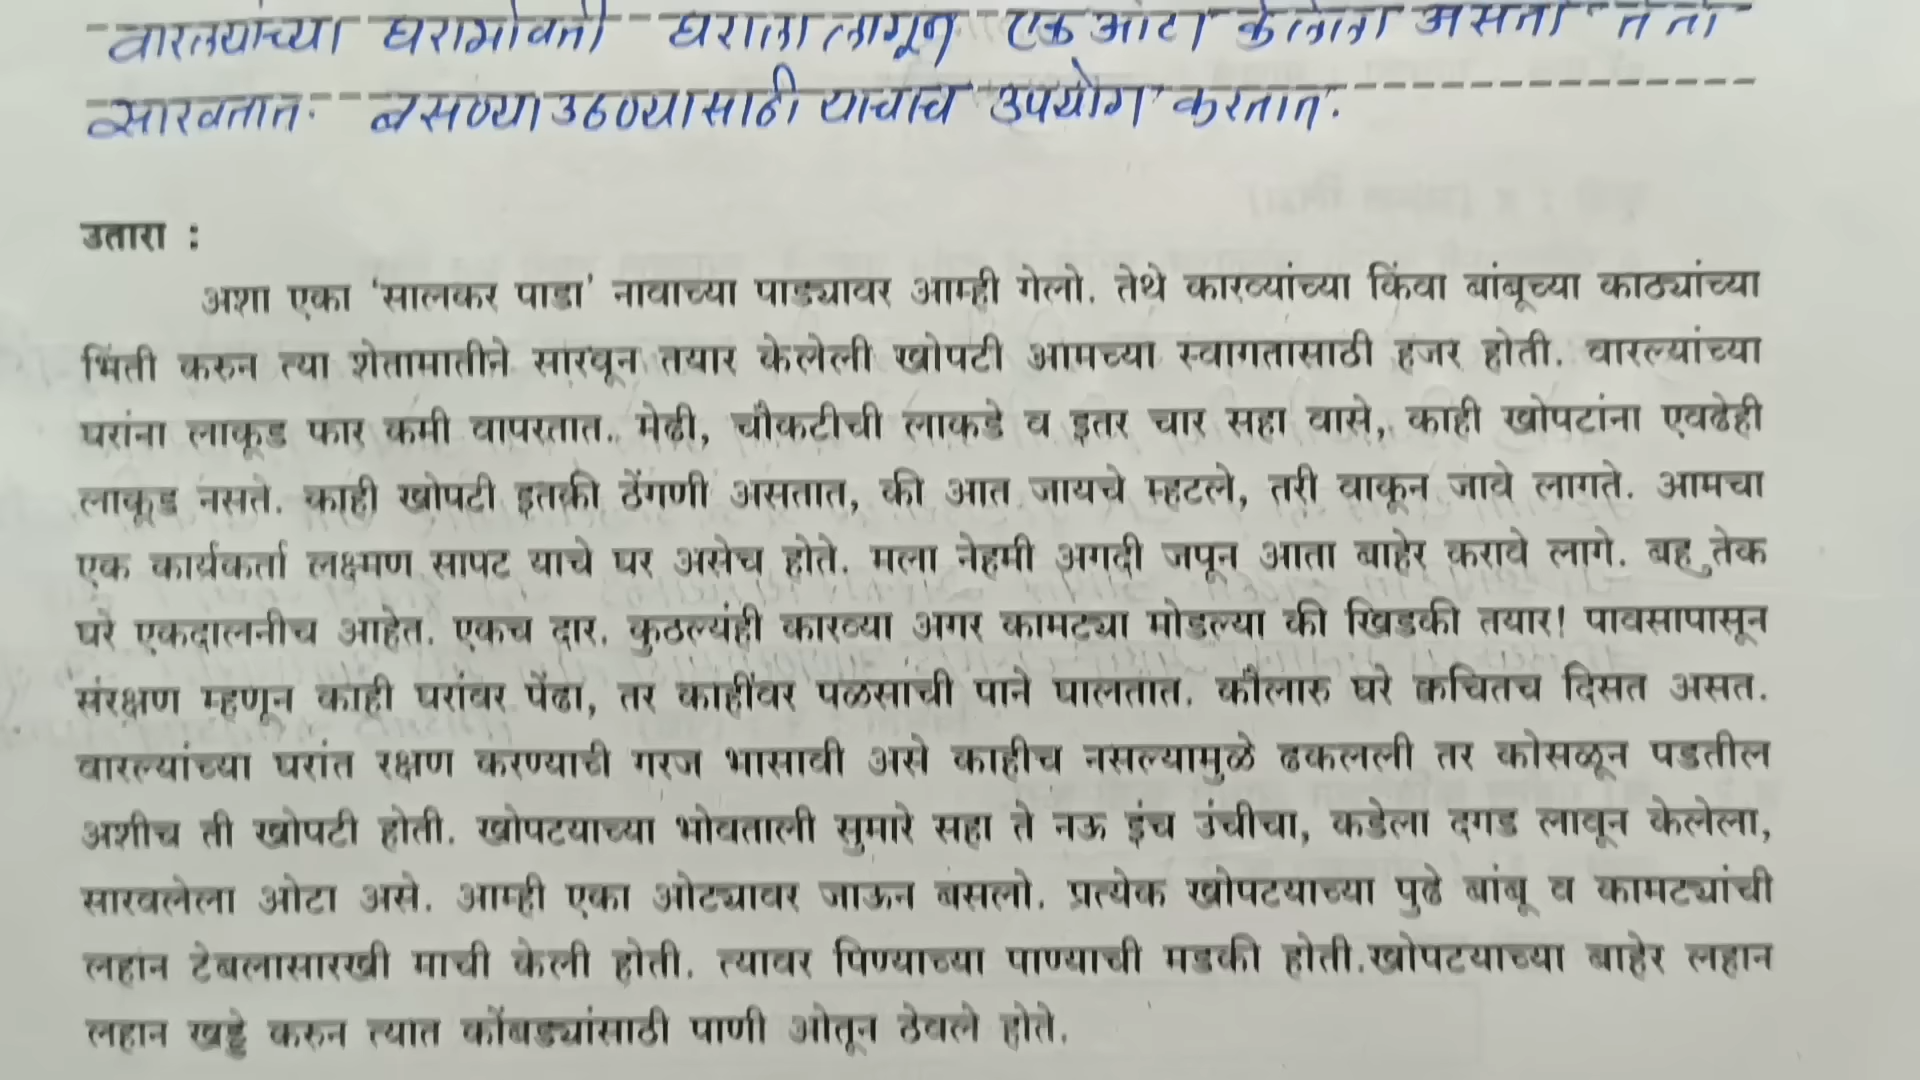 वारल्यांच्या घराभोवती घराला लागून एक ओटा केलेला असतो ते तो
सारवतात. बसण्या उठण्यासाठी याचाच उपयोग करतात.
उतारा :
अशा एका 'सालकर पाडा' नावाच्या पाड्यावर आम्ही गेलो. तेथे कारव्यांच्या किंवा बांबूच्या काठ्यांच्या
भिंती करुन त्या शेतामातीने सारवून तयार केलेली खोपटी आमच्या स्वागतासाठी हजर होती. वारल्यांच्या
घरांना लाकूड फार कमी वापरतात. मेढी, चौकटीची लाकडे व इतर चार सहा वासे, काही खोपटांना एवढेही
लाकूड नसते. काही खोपटी इतकी ठेंगणी असतात, की आत जायचे म्हटले, तरी वाकून जावे लागते. आमचा
एक कार्यकर्ता लक्ष्मण सापट याचे घर असेच होते. मला नेहमी अगदी जपून आता बाहेर करावे लागे. बहुतेक
घरे एकदालनीच आहेत. एकच दार. कुठल्यांही कारव्या अगर कामट्या मोडल्या की खिडकी तयार! पावसापासून
संरक्षण म्हणून काही घरांवर पेंढा, तर काहींवर पळसाची पाने घालतात. कौलारु घरे क्वचितच दिसत असत.
वारल्यांच्या घरांत रक्षण करण्याची गरज भासावी असे काहीच नसल्यामुळे ढकलली तर कोसळून पडतील
अशीच ती खोपटी होती. खोपटयाच्या भोवताली सुमारे सहा ते नऊ इंच उंचीचा, कडेला दगड लावून केलेला,
सारवलेला ओटा असे. आम्ही एका ओट्यावर जाऊन बसलो. प्रत्येक खोपटयाच्या पुढे बांबू व कामट्यांची
लहान टेबलासारखी माची केली होती. त्यावर पिण्याच्या पाण्याची मडकी होती.खोपटयाच्या बाहेर लहान
लहान खड्डे करुन त्यात कोंबड्यांसाठी पाणी ओतून ठेवले होते.